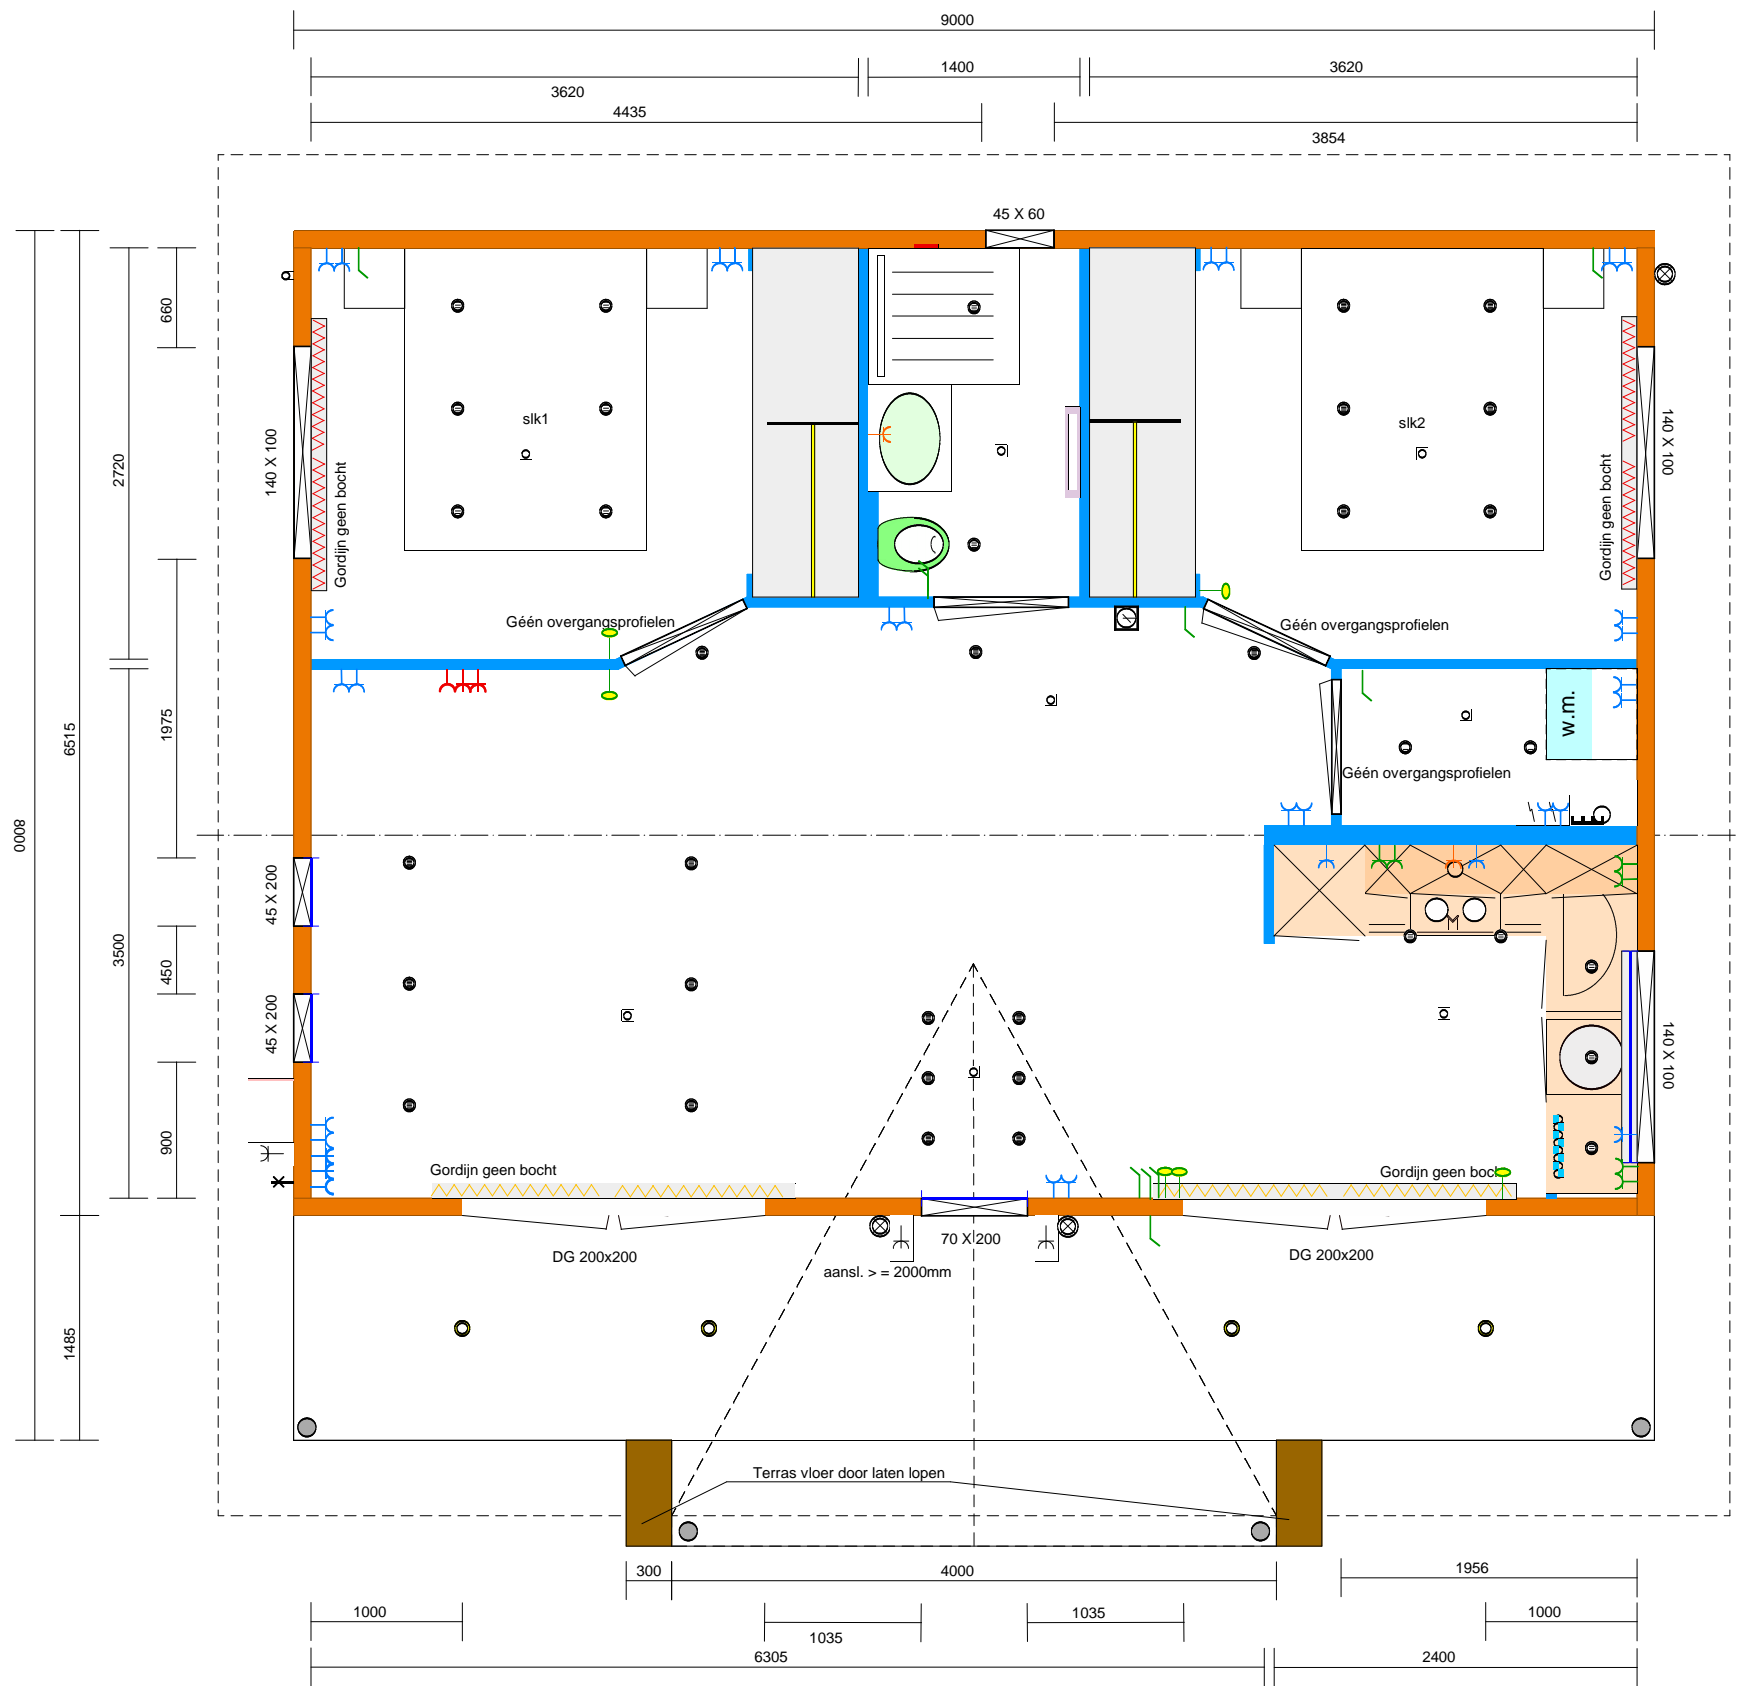 9000
1400
3620
3620
4435
3854
45 X 60
660
slk1
slk2
140 X 100
140 X 100
2720
Gordijn geen bocht
Gordijn geen bocht
Géén overgangsprofielen
Géén overgangsprofielen
w.m.
1975
6515
Géén overgangsprofielen
8000
45 X 200
3500
450
45 X 200
140 X 100
900
Gordijn geen bocht
Gordijn geen bocht
70 X 200
DG 200x200
DG 200x200
aansl. > = 2000mm
1485
Terras vloer door laten lopen
300
4000
1956
1000
1035
1035
1000
6305
2400